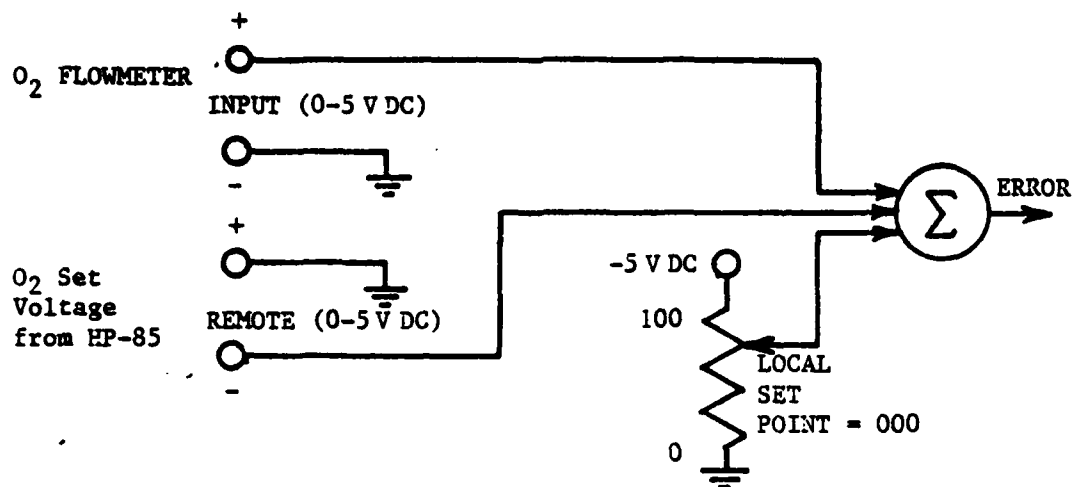 +
O2 FLOWMETER
INPUT (0-5 V DC)
-
+
O2 Set
Voltage
from HP-85
REMOTE (0-5 V DC)
-
Σ
ERROR
-5 V DC
100
LOCAL
SET
POINT = 000
0